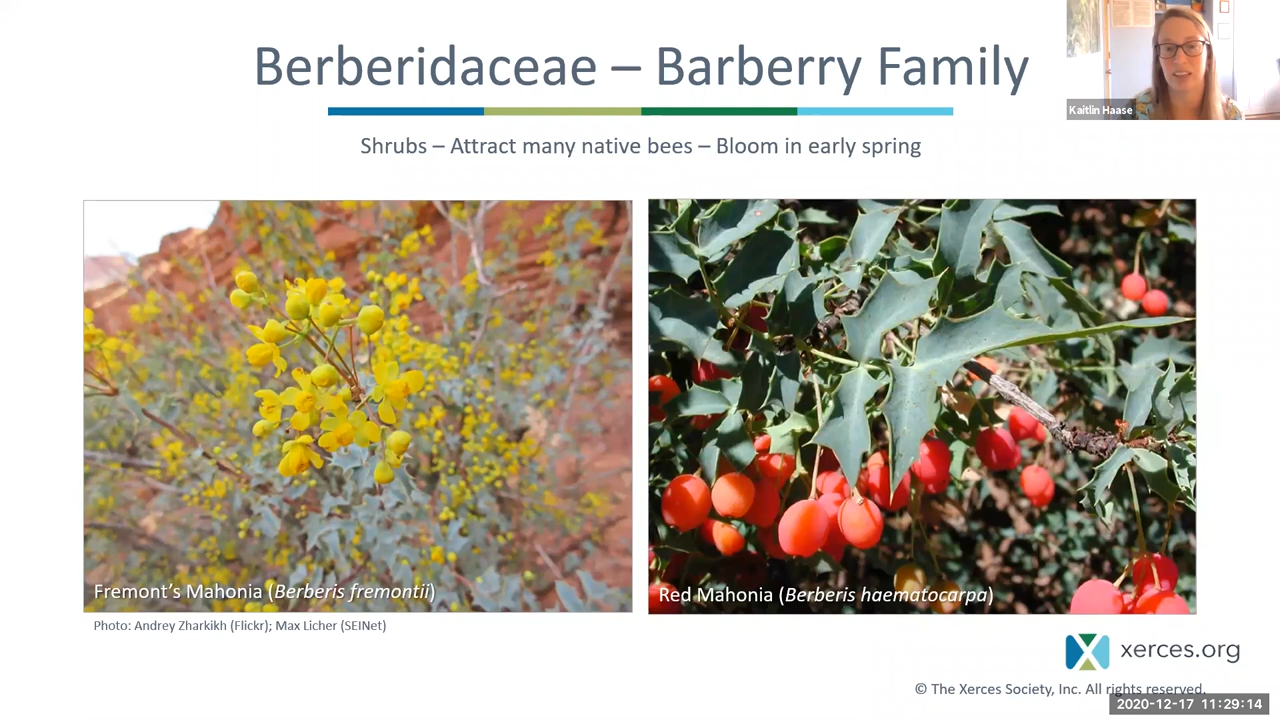 Berberidaceae – Barberry Family
Kaitlin Haase
Shrubs – Attract many native bees – Bloom in early spring
Fremont's Mahonia (Berberis fremontii)
Red Mahonia (Berberis haematocarpa)
Photo: Andrey Zharkikh (Flickr); Max Licher (SEINet)
xerces.org
© The Xerces Society, Inc. All rights reserved.
2020-12-17 11:29:14